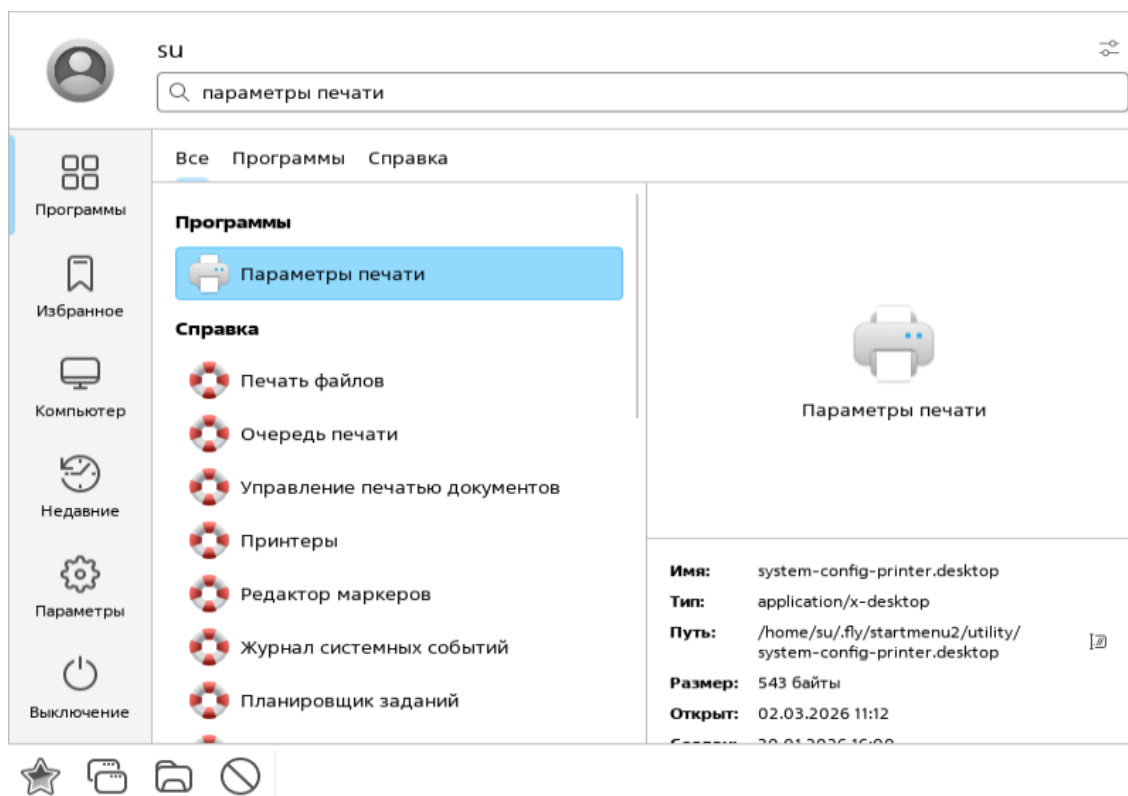 su
параметры печати
Все Программы Справка
Программы
Избранное
Компьютер
Недавние
Параметры
Выключение
Программы
Параметры печати
Справка
Печать файлов
Очередь печати
Управление печатью документов
Принтеры
Редактор маркеров
Журнал системных событий
Планировщик заданий
Параметры печати
Имя: system-config-printer.desktop
Тип: application/x-desktop
Путь: /home/su/.fly/startmenu2/utility/
system-config-printer.desktop
Размер: 543 байты
Открыт: 02.03.2026 11:12